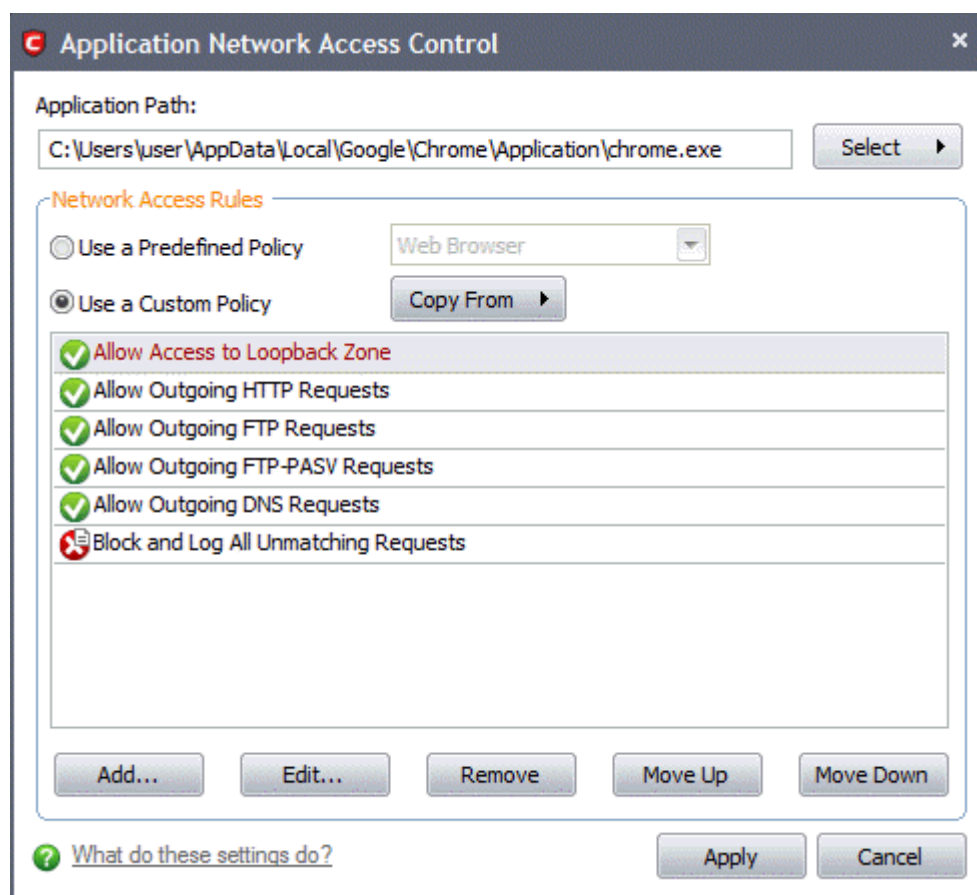 Application Network Access Control
Application Path:
C:\Users\user\AppData\Local\Google\Chrome\Application\chrome.exe
Select
Network Access Rules
Use a Predefined Policy
Web Browser
Use a Custom Policy
Copy From
Allow Access to Loopback Zone
Allow Outgoing HTTP Requests
Allow Outgoing FTP Requests
Allow Outgoing FTP-PASV Requests
Allow Outgoing DNS Requests
Block and Log All Unmatching Requests
Add... Edit... Remove Move Up Move Down
What do these settings do? Apply Cancel